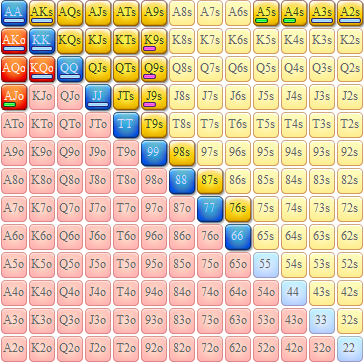 AA AKs AQs AJs ATs A9s A8s A7s A6s A5s A4s A3s A2s
AKo KK KQs KJs KTs K9s K8s K7s K6s K5s K4s K3s K2s
AQo KQo QQ QJs QTs Q9s Q8s Q7s Q6s Q5s Q4s Q3s Q2s
AJo KJo QJo JJ JTs J9s J8s J7s J6s J5s J4s J3s J2s
ATo KTo QTo JTo TT T9s T8s T7s T6s T5s T4s T3s T2s
A9o K9o Q9o J9o T9o 99 98s 97s 96s 95s 94s 93s 92s
A8o K8o Q8o J8o T8o 98o 88 87s 86s 85s 84s 83s 82s
A7o K7o Q7o J7o T7o 97o 87o 77 76s 75s 74s 73s 72s
A6o K6o Q6o J6o T6o 96o 86o 76o 66 65s 64s 63s 62s
A5o K5o Q5o J5o T5o 95o 85o 75o 65o 55 54s 53s 52s
A4o K4o Q4o J4o T4o 94o 84o 74o 64o 54o 44 43s 42s
A3o K3o Q3o J3o T3o 93o 83o 73o 63o 53o 43o 33 32s
A2o K2o Q2o J2o T2o 92o 82o 72o 62o 52o 42o 32o 22